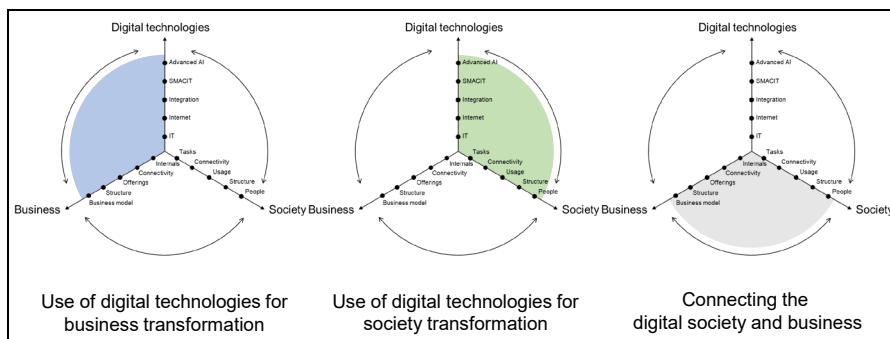 Digital technologies
Advanced AI
SMACIT
Integration
Internet
IT
Tasks
Internals
Connectivity
Connectivity
Usage
Offerings
Structure
Structure
People
Business model
Business
Society
Use of digital technologies for
business transformation
Digital technologies
Advanced AI
SMACIT
Integration
Internet
IT
Tasks
Internals
Connectivity
Connectivity
Usage
Offerings
Structure
Structure
People
Business model
Business
Society
Use of digital technologies for
society transformation
Digital technologies
Advanced AI
SMACIT
Integration
Internet
IT
Tasks
Internals
Connectivity
Connectivity
Usage
Offerings
Structure
Structure
People
Business model
Business
Society
Connecting the
digital society and business